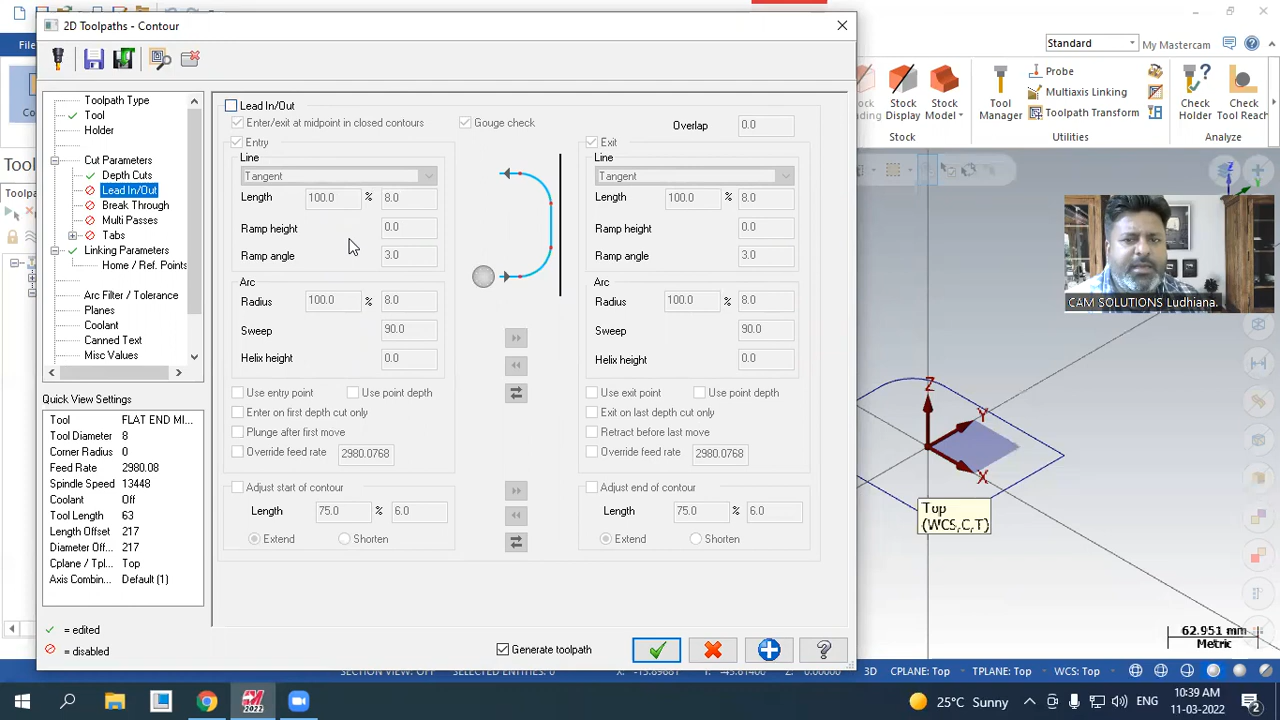 2D Toolpaths - Contour
File
Standard
My Mastercam
Toolpath Type
Tool
Holder
Cut Parameters
Depth Cuts
Lead In/Out
Break Through
Multi Passes
Tabs
Linking Parameters
Home / Ref. Points
Arc Filter / Tolerance
Planes
Coolant
Canned Text
Misc Values
Quick View Settings
Tool FLAT END MI...
Tool Diameter 8
Corner Radius 0
Feed Rate 2980.08
Spindle Speed 13448
Coolant Off
Tool Length 63
Length Offset 217
Diameter Off... 217
Cplane / Tpl... Top
Axis Combin... Default (1)
= edited
= disabled
Lead In/Out
Enter/exit at midpoint in closed contours
Gouge check
Overlap 0.0
Entry
Line
Tangent
Length 100.0 % 8.0
Ramp height 0.0
Ramp angle 3.0
Arc
Radius 100.0 % 8.0
Sweep 90.0
Helix height 0.0
Use entry point Use point depth
Enter on first depth cut only
Plunge after first move
Override feed rate 2980.0768
Adjust start of contour
Length 75.0 % 6.0
Extend Shorten
Exit
Line
Tangent
Length 100.0 % 8.0
Ramp height 0.0
Ramp angle 3.0
Arc
Radius 100.0 % 8.0
Sweep 90.0
Helix height 0.0
Use exit point Use point depth
Exit on last depth cut only
Retract before last move
Override feed rate 2980.0768
Adjust end of contour
Length 75.0 % 6.0
Extend Shorten
Generate toolpath
Stock
Display
Stock
Model
Stock
Tool
Manager
Probe
Multiaxis Linking
Toolpath Transform
Utilities
Check
Holder
Check
Tool Reach
Analyze
CAM SOLUTIONS Ludhiana.
Z
Y
X
Top
(WCS,C,T)
62.951 mm
Metric
3D CPLANE: Top TPLANE: Top WCS: Top
25°C Sunny
ENG
10:39 AM
11-03-2022
2